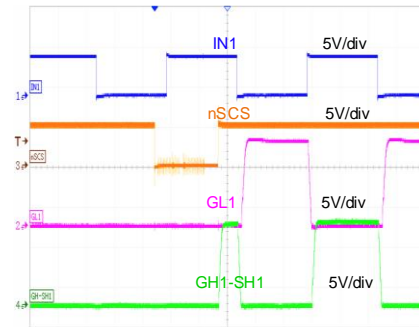 IN1 5V/div
IN1
1
nSCS 5V/div
T
nSCS
3
GL1 5V/div
GL1
2
GH1-SH1 5V/div
GH-SH1
4